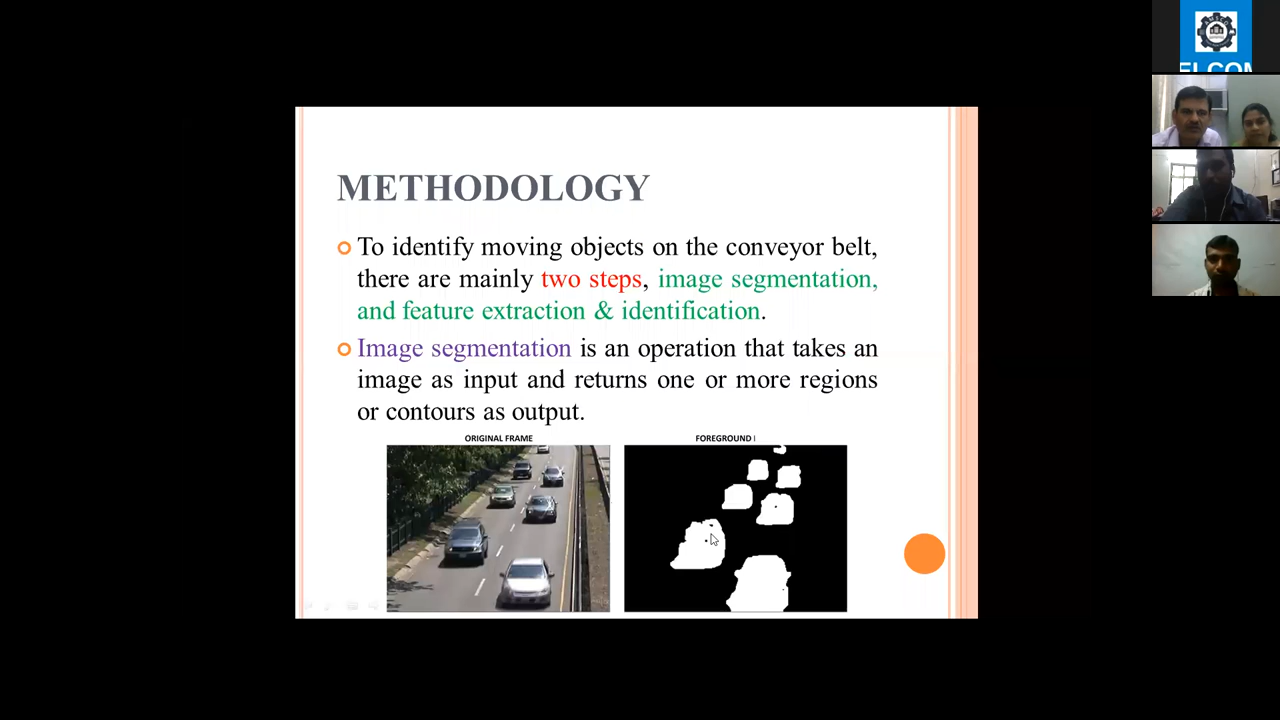 METHODOLOGY
To identify moving objects on the conveyor belt,
there are mainly two steps, image segmentation,
and feature extraction & identification.
Image segmentation is an operation that takes an
image as input and returns one or more regions
or contours as output.
ORIGINAL FRAME
FOREGROUND